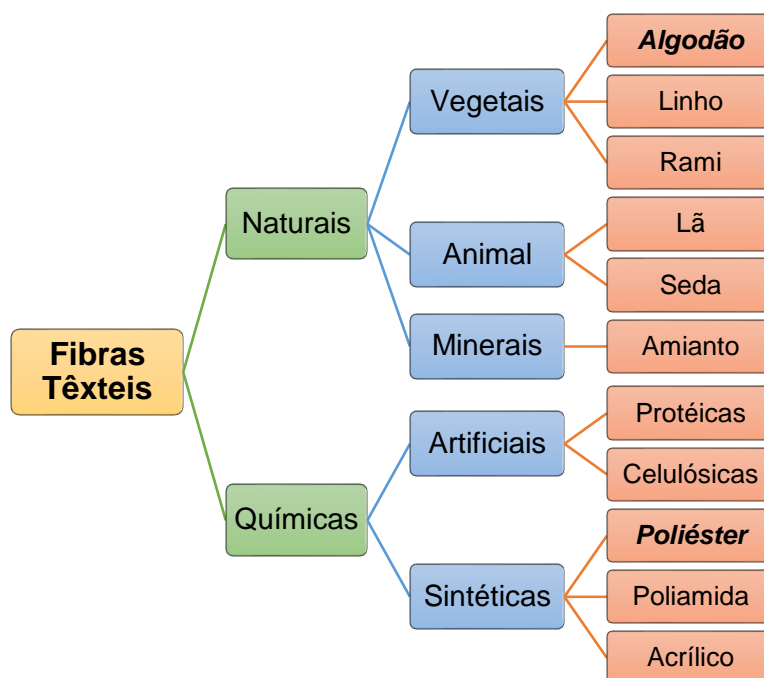 Fibras
Têxteis
Naturais
Vegetais
Algodão
Linho
Rami
Animal
Lã
Seda
Minerais
Amianto
Químicas
Artificiais
Protéicas
Celulósicas
Sintéticas
Poliéster
Poliamida
Acrílico